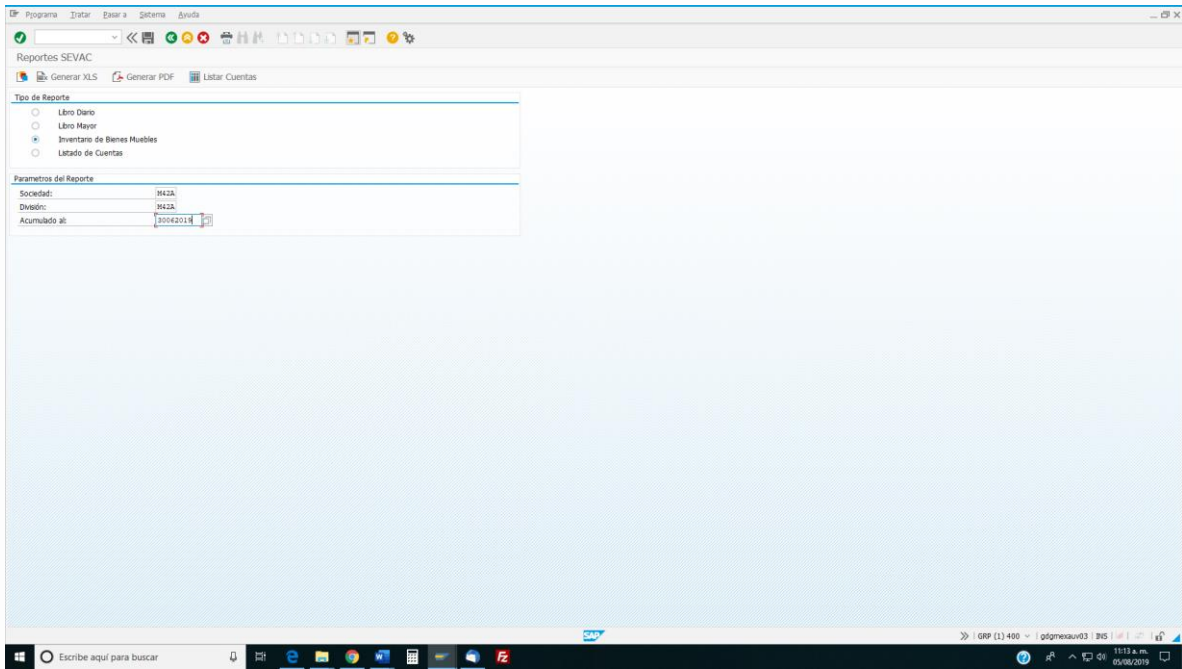 Programa Tratar Pasar a Sistema Ayuda
Reportes SEVAC
Generar XLS Generar PDF Listar Cuentas
Tipo de Reporte
Libro Diario
Libro Mayor
Inventario de Bienes Muebles
Listado de Cuentas
Parametros del Reporte
Sociedad: M42A
División: M42A
Acumulado al: 30062019
SAP
GRP (1) 400 gdgmexauv03 INS
Escribe aquí para buscar
11:13 a. m.
05/08/2019